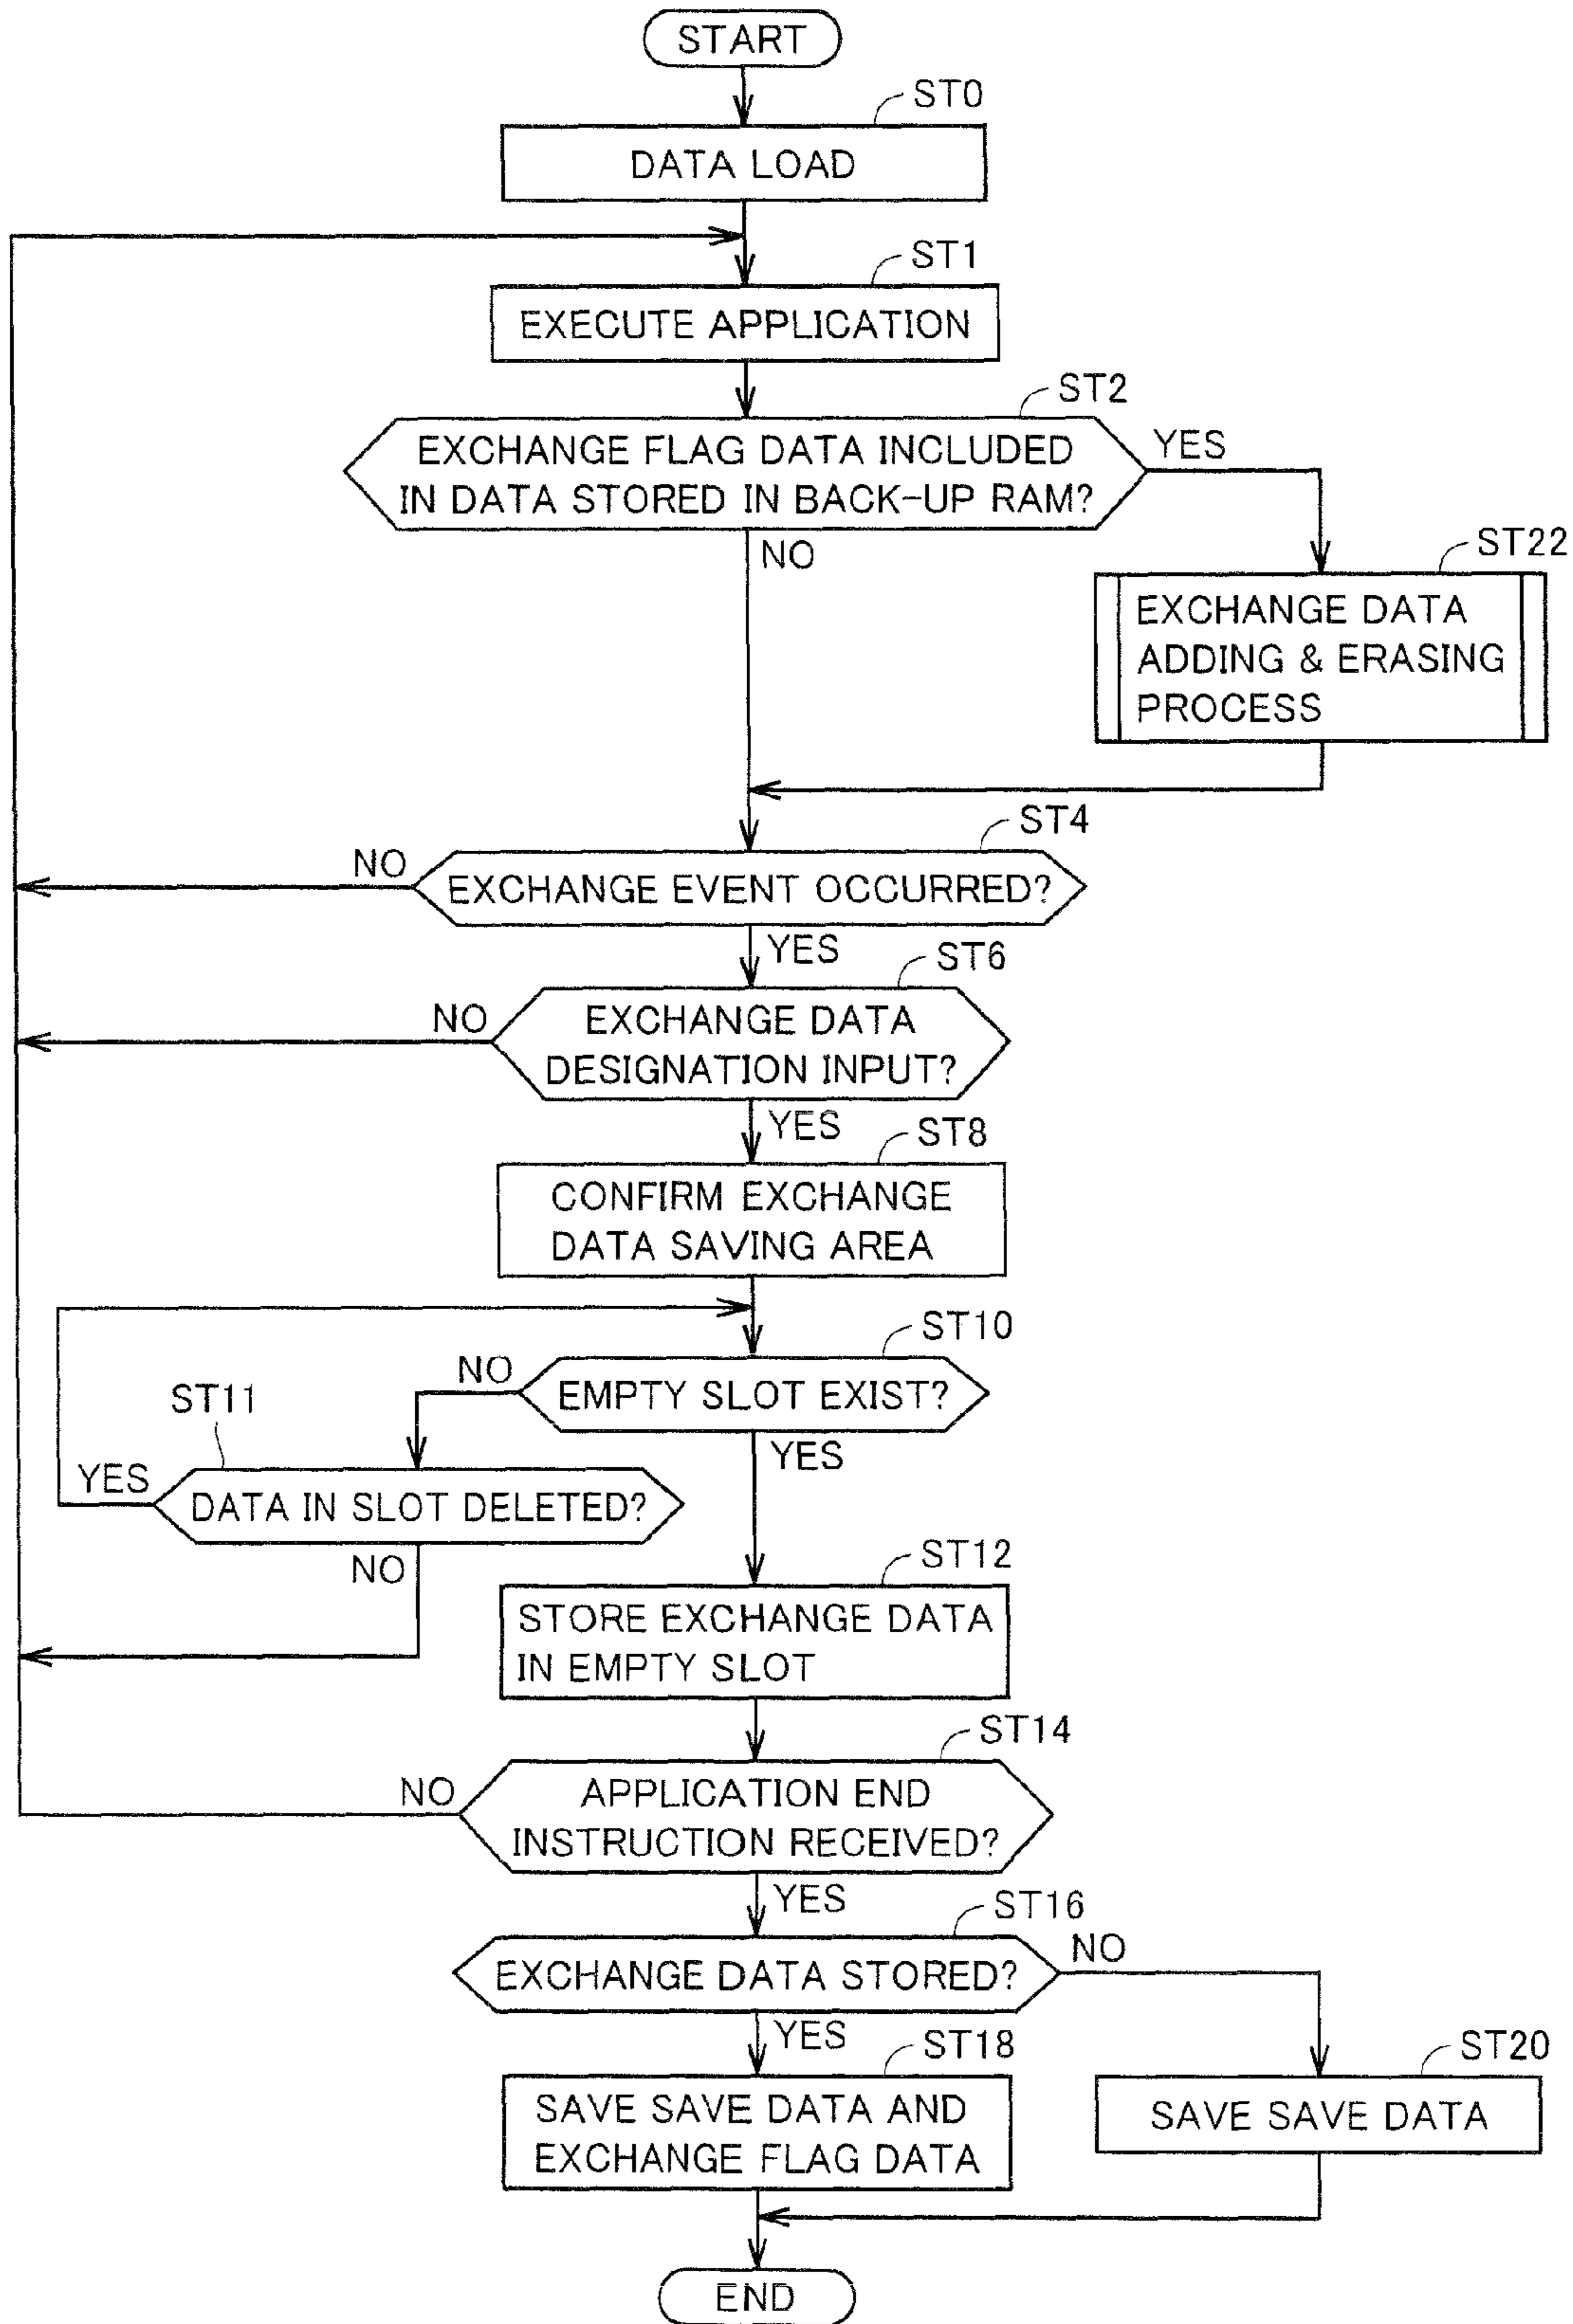 START
ST0
DATA LOAD
ST1
EXECUTE APPLICATION
ST2
EXCHANGE FLAG DATA INCLUDED
IN DATA STORED IN BACK-UP RAM?
YES
NO
ST22
EXCHANGE DATA
ADDING & ERASING
PROCESS
ST4
NO
EXCHANGE EVENT OCCURRED?
YES
ST6
NO
EXCHANGE DATA
DESIGNATION INPUT?
YES
ST8
CONFIRM EXCHANGE
DATA SAVING AREA
ST10
NO
EMPTY SLOT EXIST?
ST11
YES
YES
DATA IN SLOT DELETED?
NO
ST12
STORE EXCHANGE DATA
IN EMPTY SLOT
ST14
NO
APPLICATION END
INSTRUCTION RECEIVED?
YES
ST16
NO
EXCHANGE DATA STORED?
YES
ST18
ST20
SAVE SAVE DATA AND
EXCHANGE FLAG DATA
SAVE SAVE DATA
END